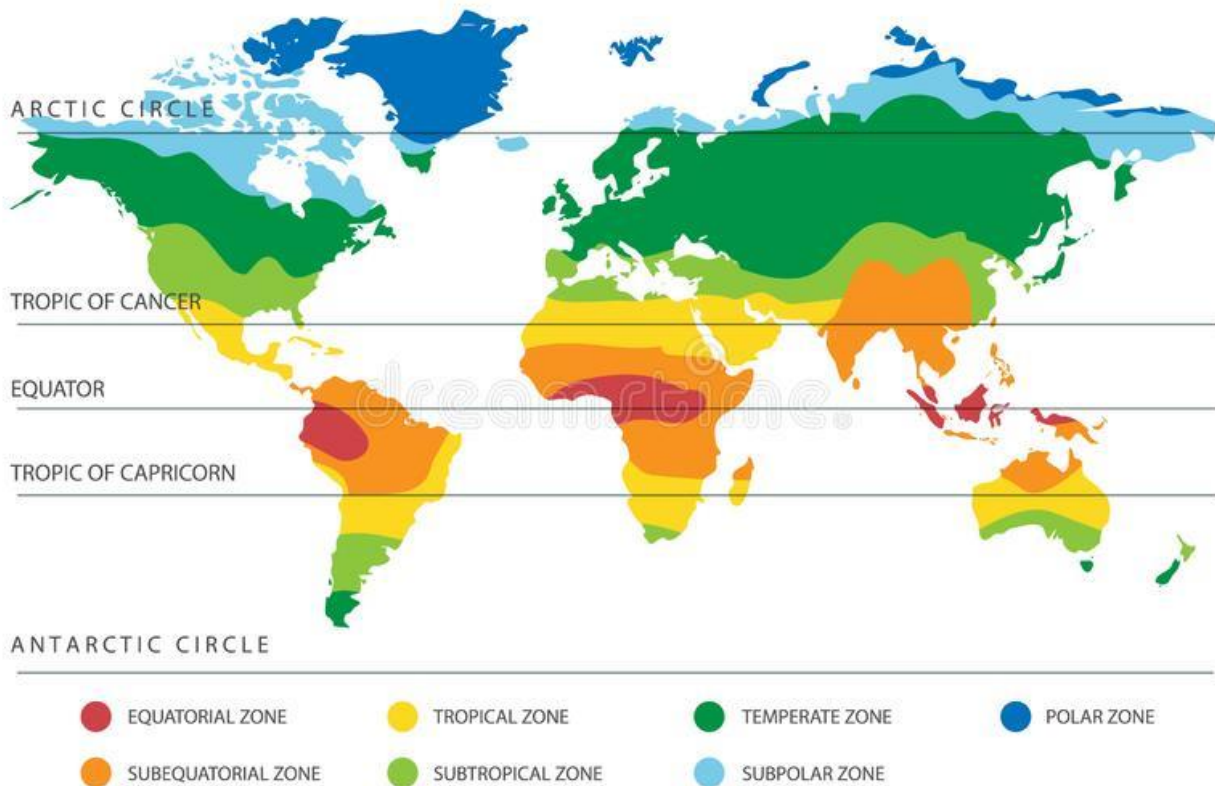 ARCTIC CIRCLE
TROPIC OF CANCER
EQUATOR
dreamstime.
TROPIC OF CAPRICORN
ANTARCTIC CIRCLE
EQUATORIAL ZONE
TROPICAL ZONE
TEMPERATE ZONE
POLAR ZONE
SUBEQUATORIAL ZONE
SUBTROPICAL ZONE
SUBPOLAR ZONE